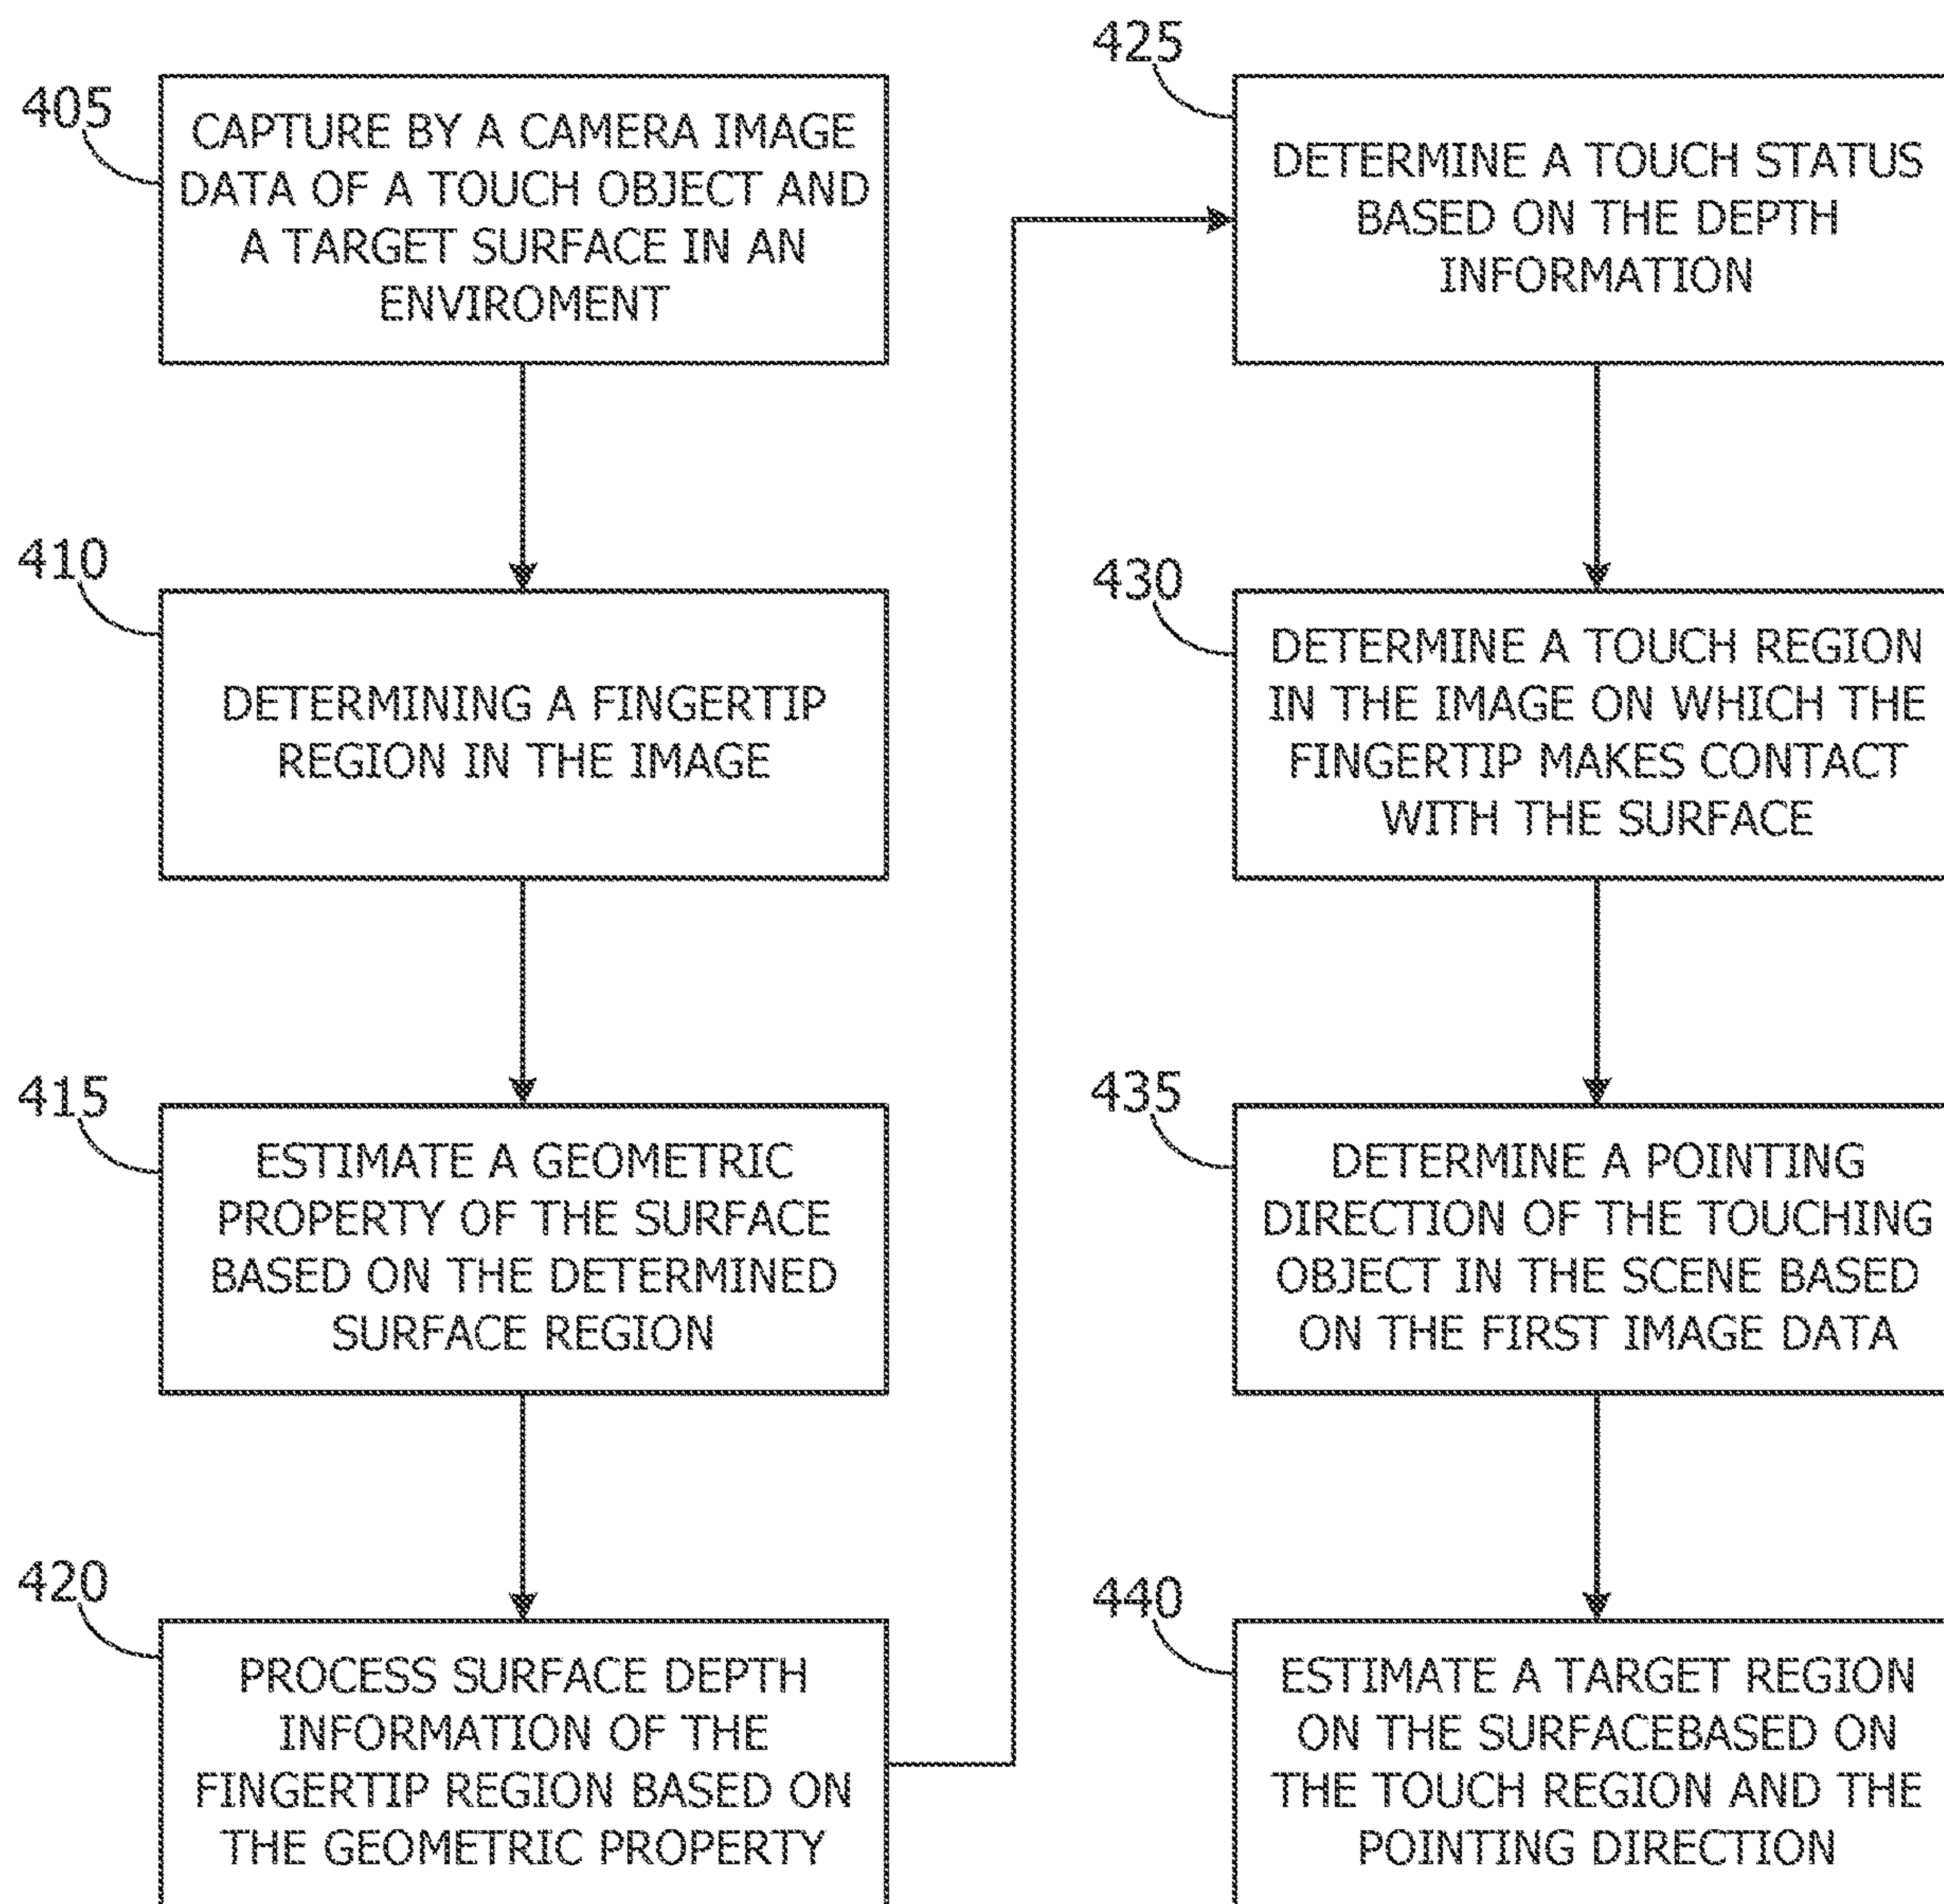 405
CAPTURE BY A CAMERA IMAGE
DATA OF A TOUCH OBJECT AND
A TARGET SURFACE IN AN
ENVIROMENT
410
DETERMINING A FINGERTIP
REGION IN THE IMAGE
415
ESTIMATE A GEOMETRIC
PROPERTY OF THE SURFACE
BASED ON THE DETERMINED
SURFACE REGION
420
PROCESS SURFACE DEPTH
INFORMATION OF THE
FINGERTIP REGION BASED ON
THE GEOMETRIC PROPERTY
425
DETERMINE A TOUCH STATUS
BASED ON THE DEPTH
INFORMATION
430
DETERMINE A TOUCH REGION
IN THE IMAGE ON WHICH THE
FINGERTIP MAKES CONTACT
WITH THE SURFACE
435
DETERMINE A POINTING
DIRECTION OF THE TOUCHING
OBJECT IN THE SCENE BASED
ON THE FIRST IMAGE DATA
440
ESTIMATE A TARGET REGION
ON THE SURFACEBASED ON
THE TOUCH REGION AND THE
POINTING DIRECTION